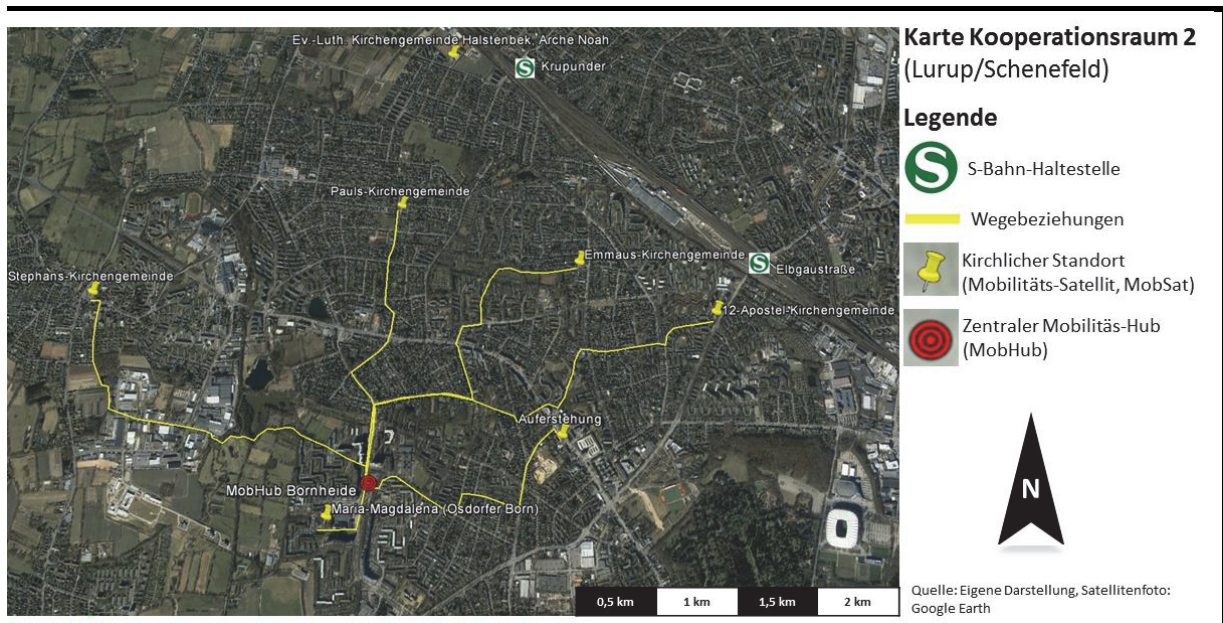 Karte Kooperationsraum 2
(Lurup/Schenefeld)
Legende
S
S-Bahn-Haltestelle
Wegebeziehungen
Kirchlicher Standort
(Mobilitäts-Satellit, MobSat)
Zentraler Mobilitäs-Hub
(MobHub)
N
Quelle: Eigene Darstellung, Satellitenfoto:
Google Earth
Ev.-Luth. Kirchengemeinde Halstenbek, Arche Noah
S Krupunder
Pauls-Kirchengemeinde
Emmaus-Kirchengemeinde
S Elbgaustraße
Stephans-Kirchengemeinde
12-Apostel-Kirchengemeinde
Auferstehung
MobHub Bornheide
Maria-Magdalena (Osdorfer Born)
0,5 km 1 km 1,5 km 2 km